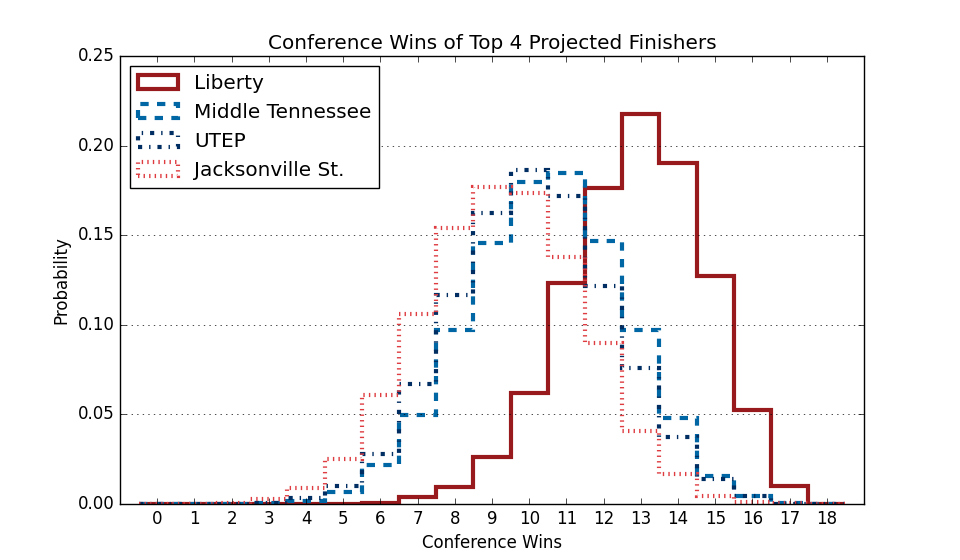 Conference Wins of Top 4 Projected Finishers
0.25
0.20
0.15
0.10
0.05
0.00
Probability
Liberty
Middle Tennessee
UTEP
Jacksonville St.
0 1 2 3 4 5 6 7 8 9 10 11 12 13 14 15 16 17 18
Conference Wins